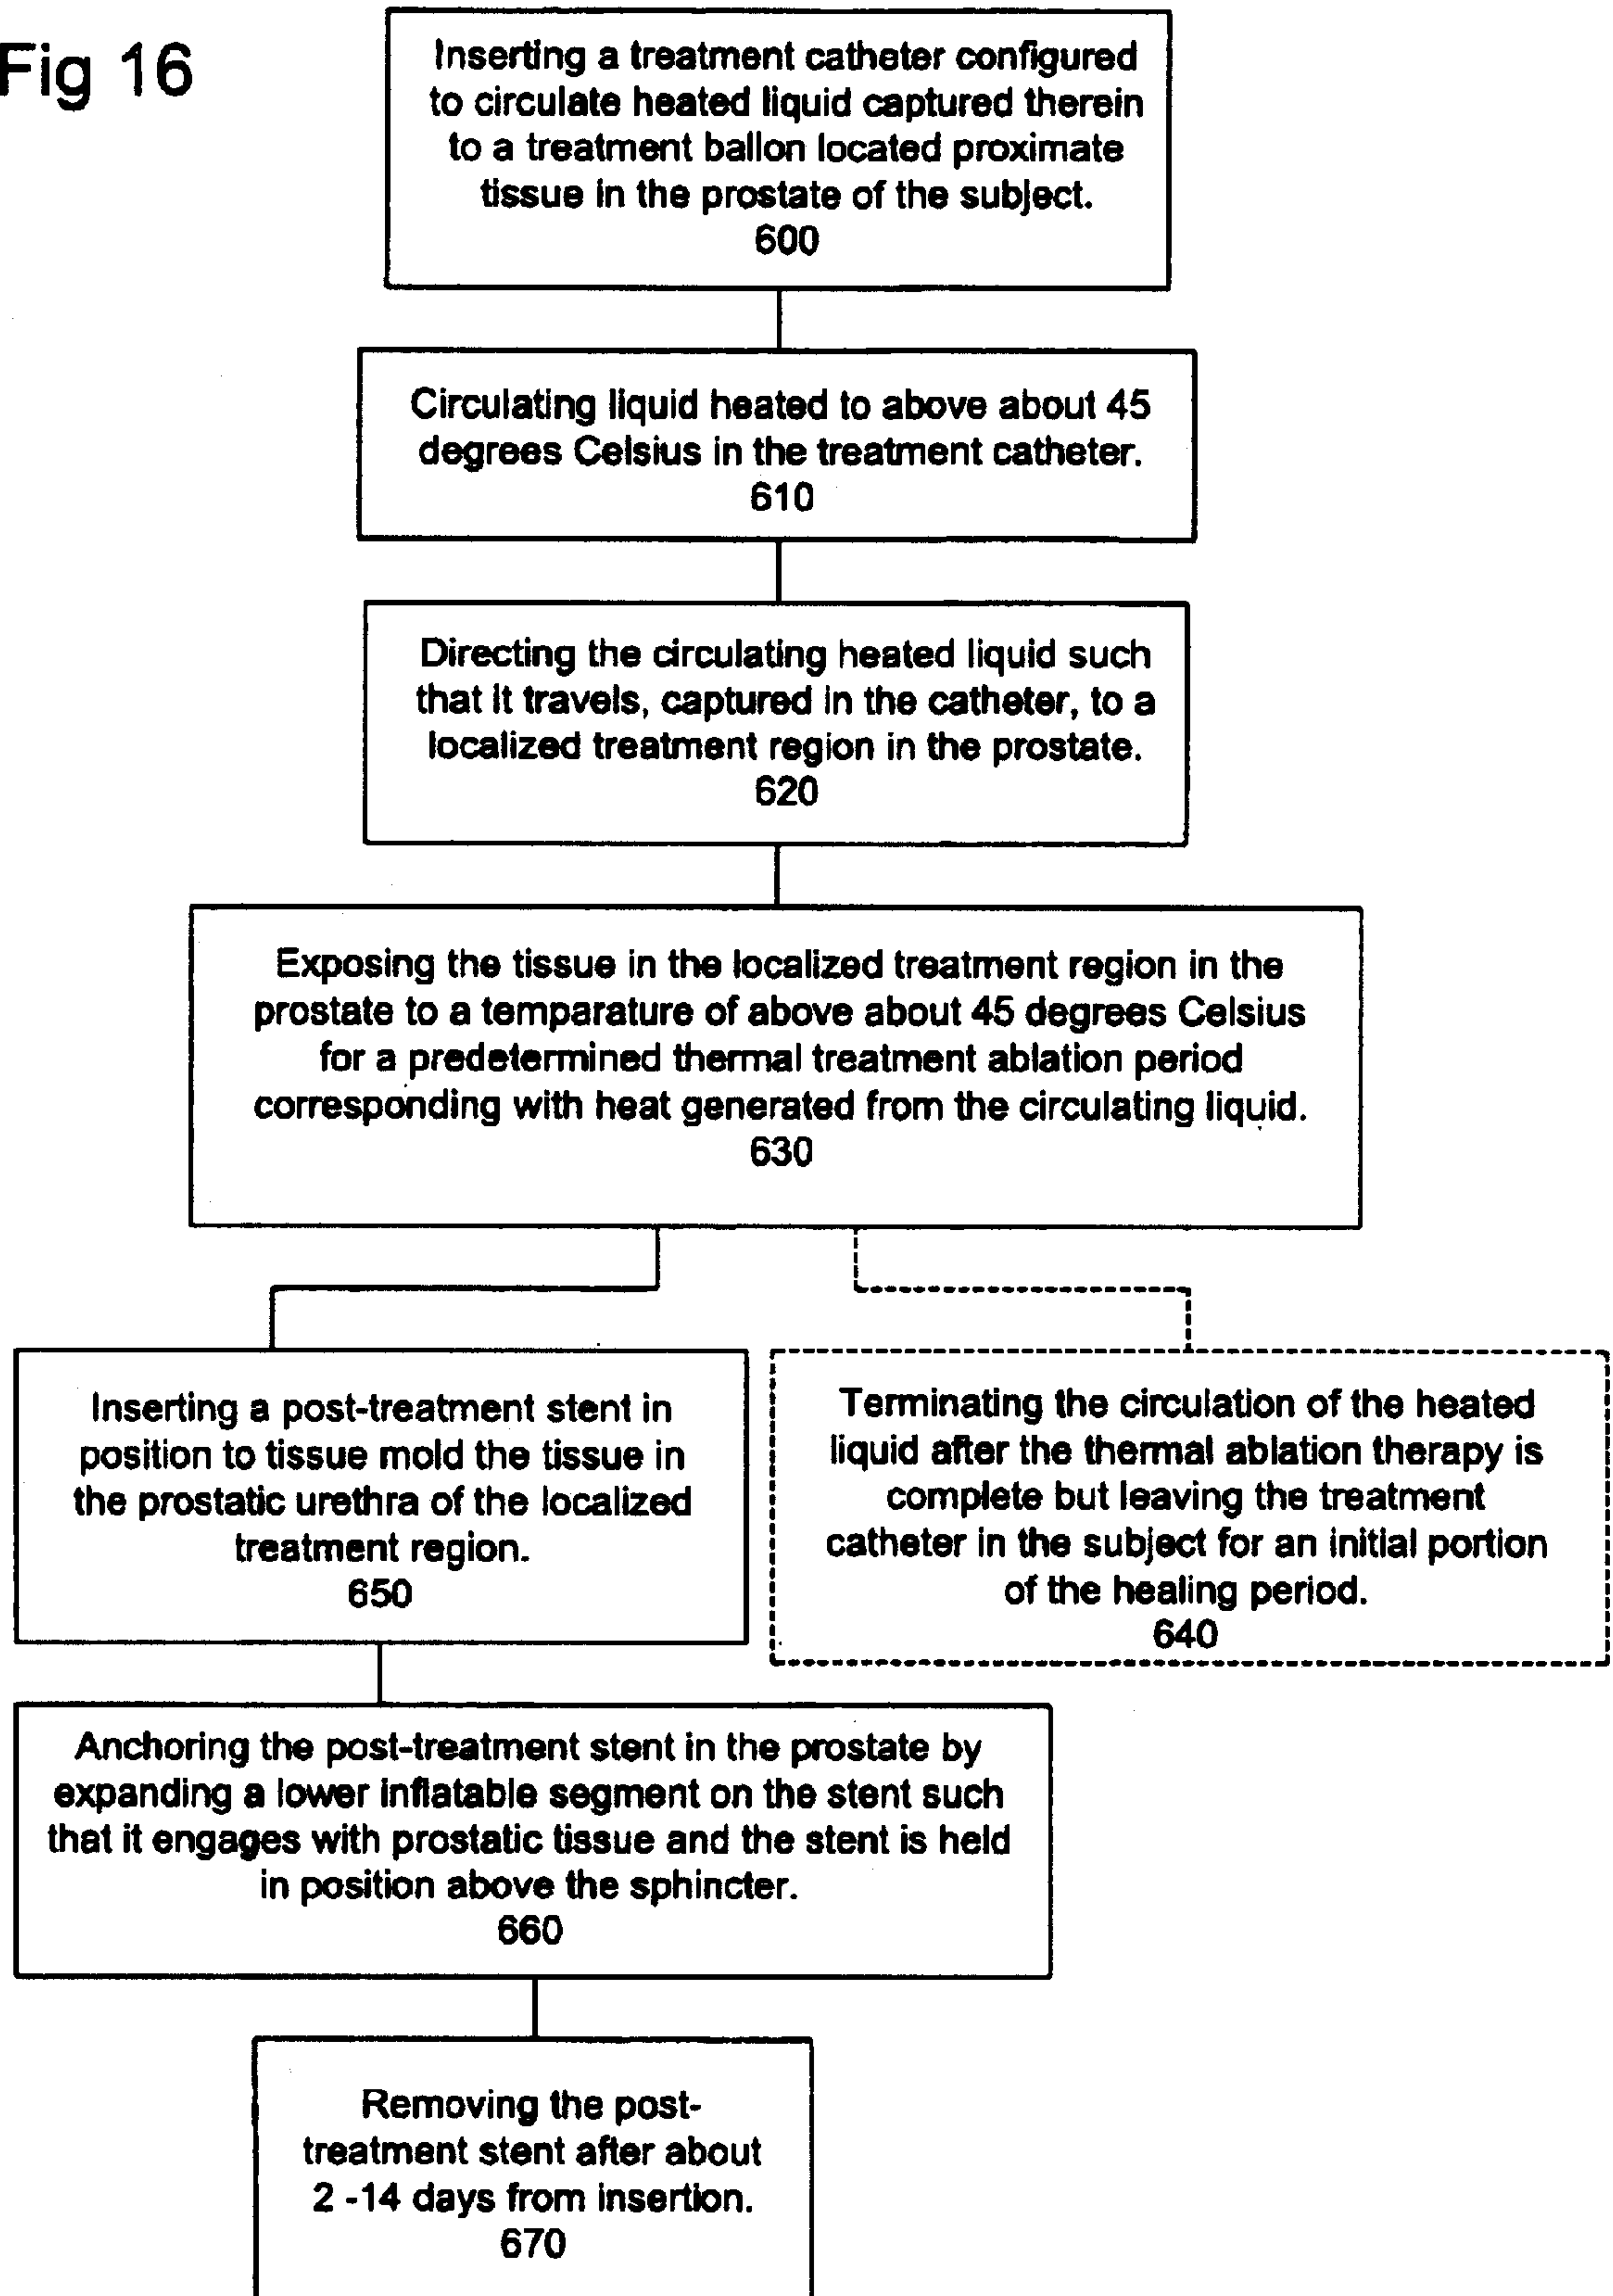 Fig 16
Inserting a treatment catheter configured
to circulate heated liquid captured therein
to a treatment ballon located proximate
tissue in the prostate of the subject.
600
Circulating liquid heated to above about 45
degrees Celsius in the treatment catheter.
610
Directing the circulating heated liquid such
that it travels, captured in the catheter, to a
localized treatment region in the prostate.
620
Exposing the tissue in the localized treatment region in the
prostate to a temparature of above about 45 degrees Celsius
for a predetermined thermal treatment ablation period
corresponding with heat generated from the circulating liquid.
630
Inserting a post-treatment stent in
position to tissue mold the tissue in
the prostatic urethra of the localized
treatment region.
650
Terminating the circulation of the heated
liquid after the thermal ablation therapy is
complete but leaving the treatment
catheter in the subject for an initial portion
of the healing period.
640
Anchoring the post-treatment stent in the prostate by
expanding a lower inflatable segment on the stent such
that it engages with prostatic tissue and the stent is held
in position above the sphincter.
660
Removing the post-
treatment stent after about
2 -14 days from insertion.
670